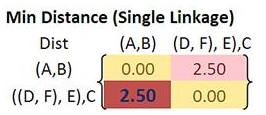 Min Distance (Single Linkage)
Dist (A,B) (D, F), E),C
(A,B) 0.00 2.50
((D, F), E),C 2.50 0.00